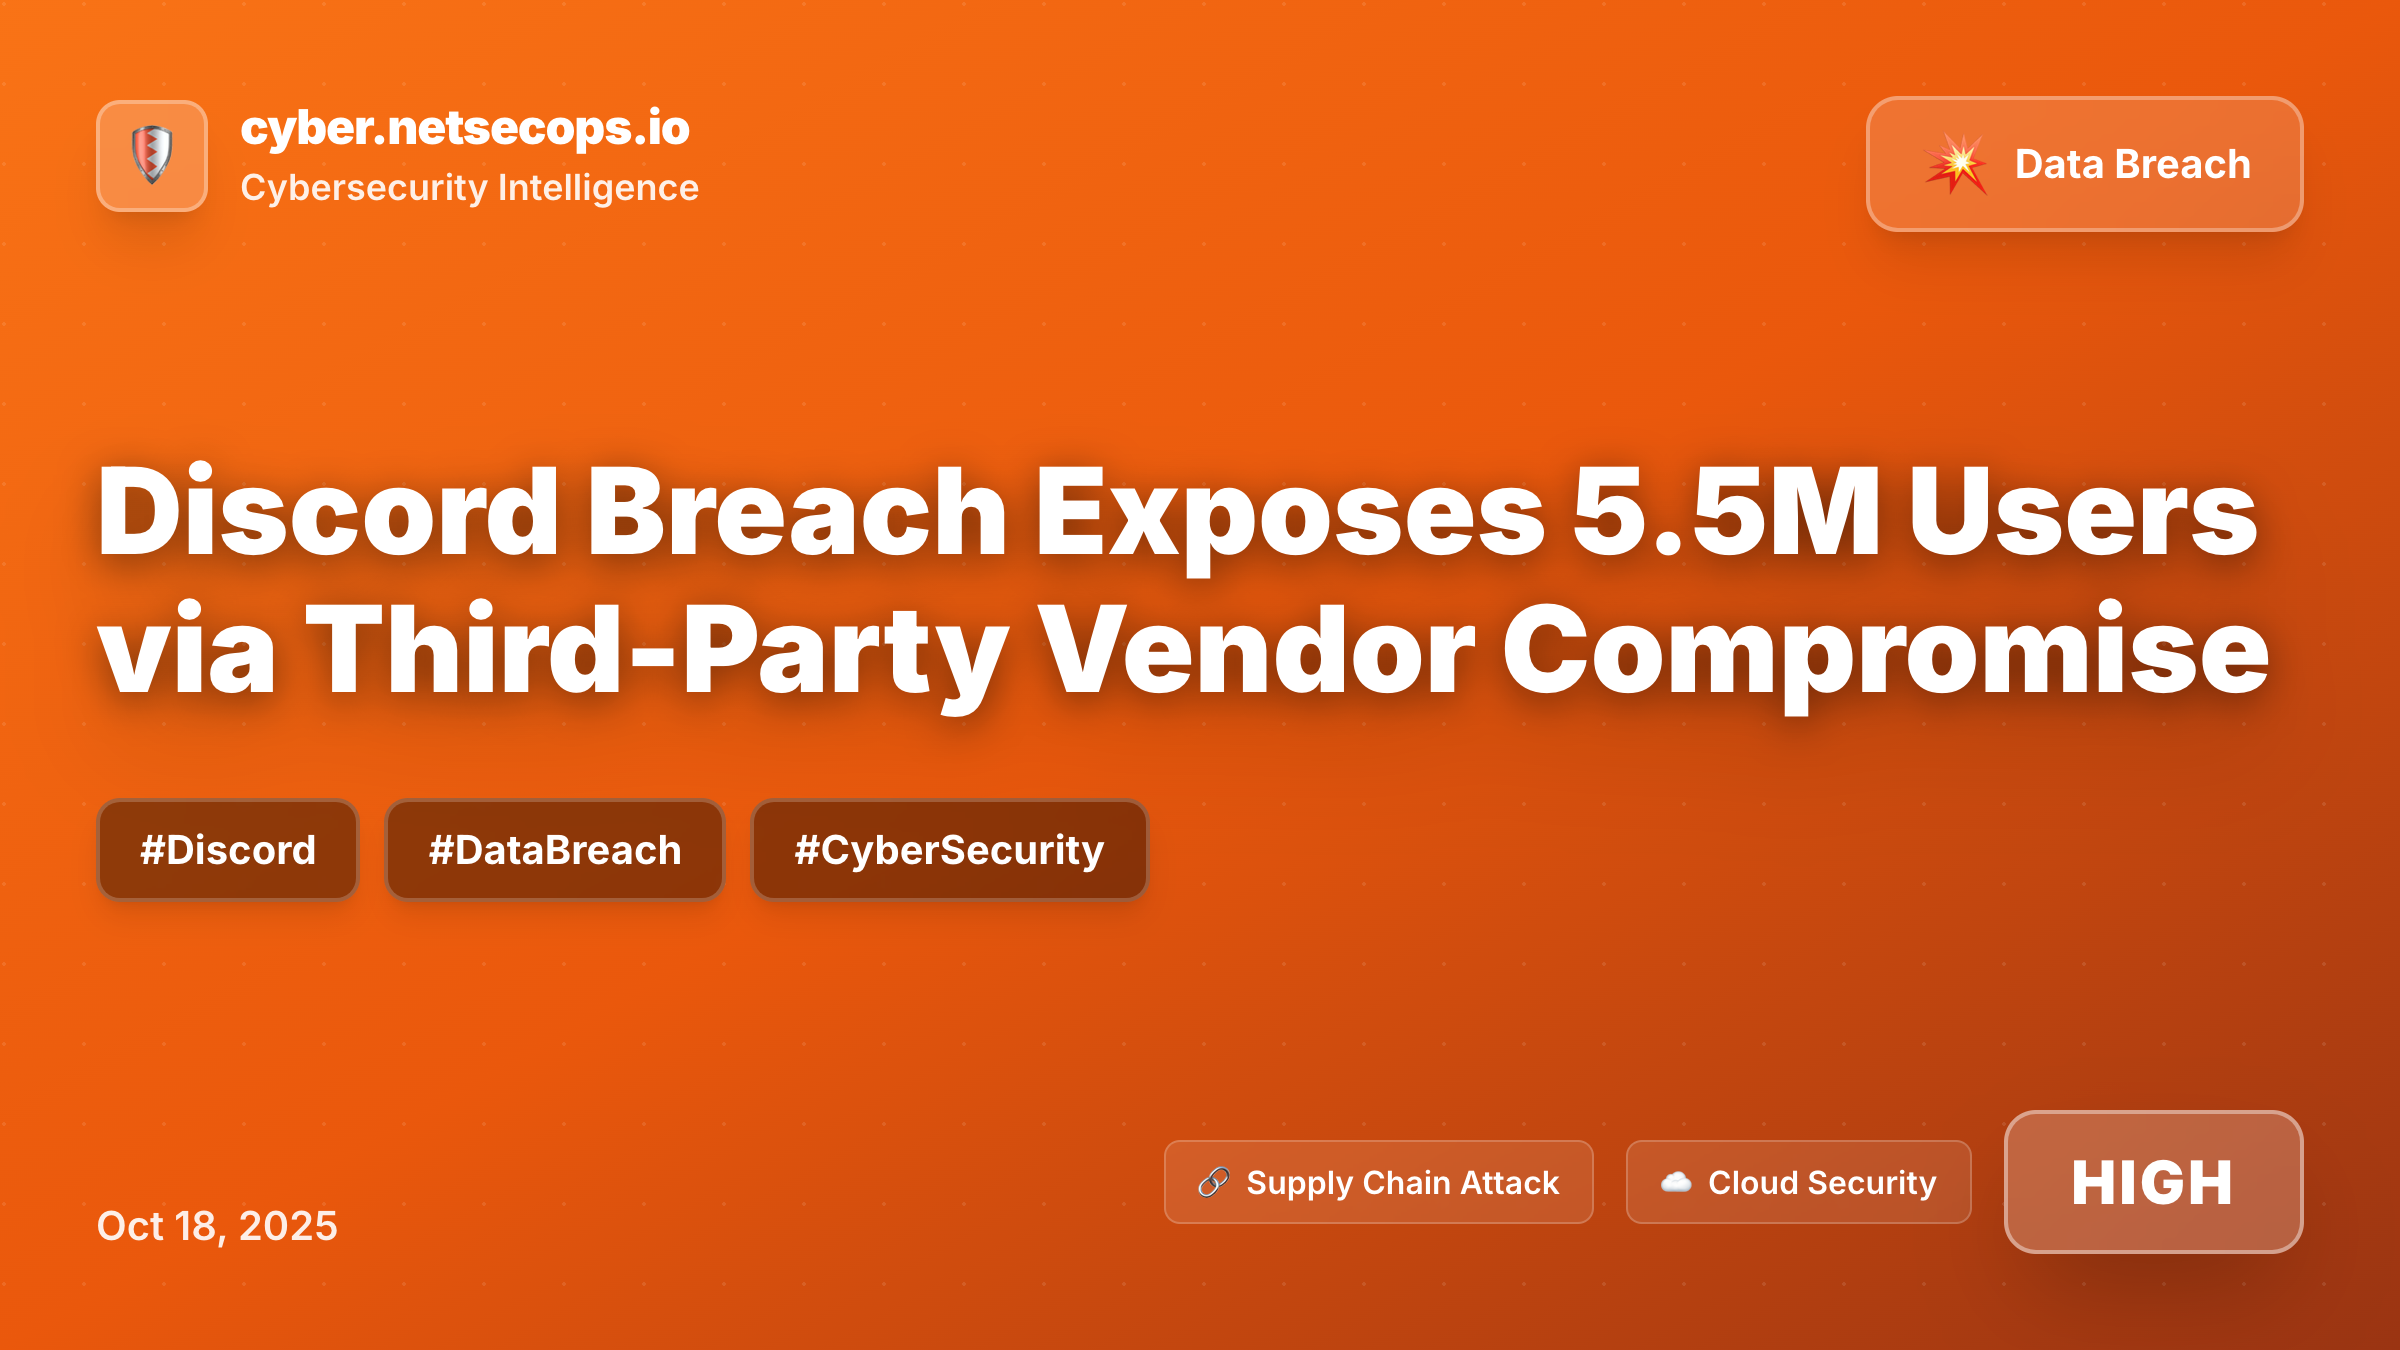 cyber.netsecops.io
Cybersecurity Intelligence
Data Breach
Discord Breach Exposes 5.5M Users
via Third-Party Vendor Compromise
#Discord
#DataBreach
#CyberSecurity
Oct 18, 2025
Supply Chain Attack
Cloud Security
HIGH